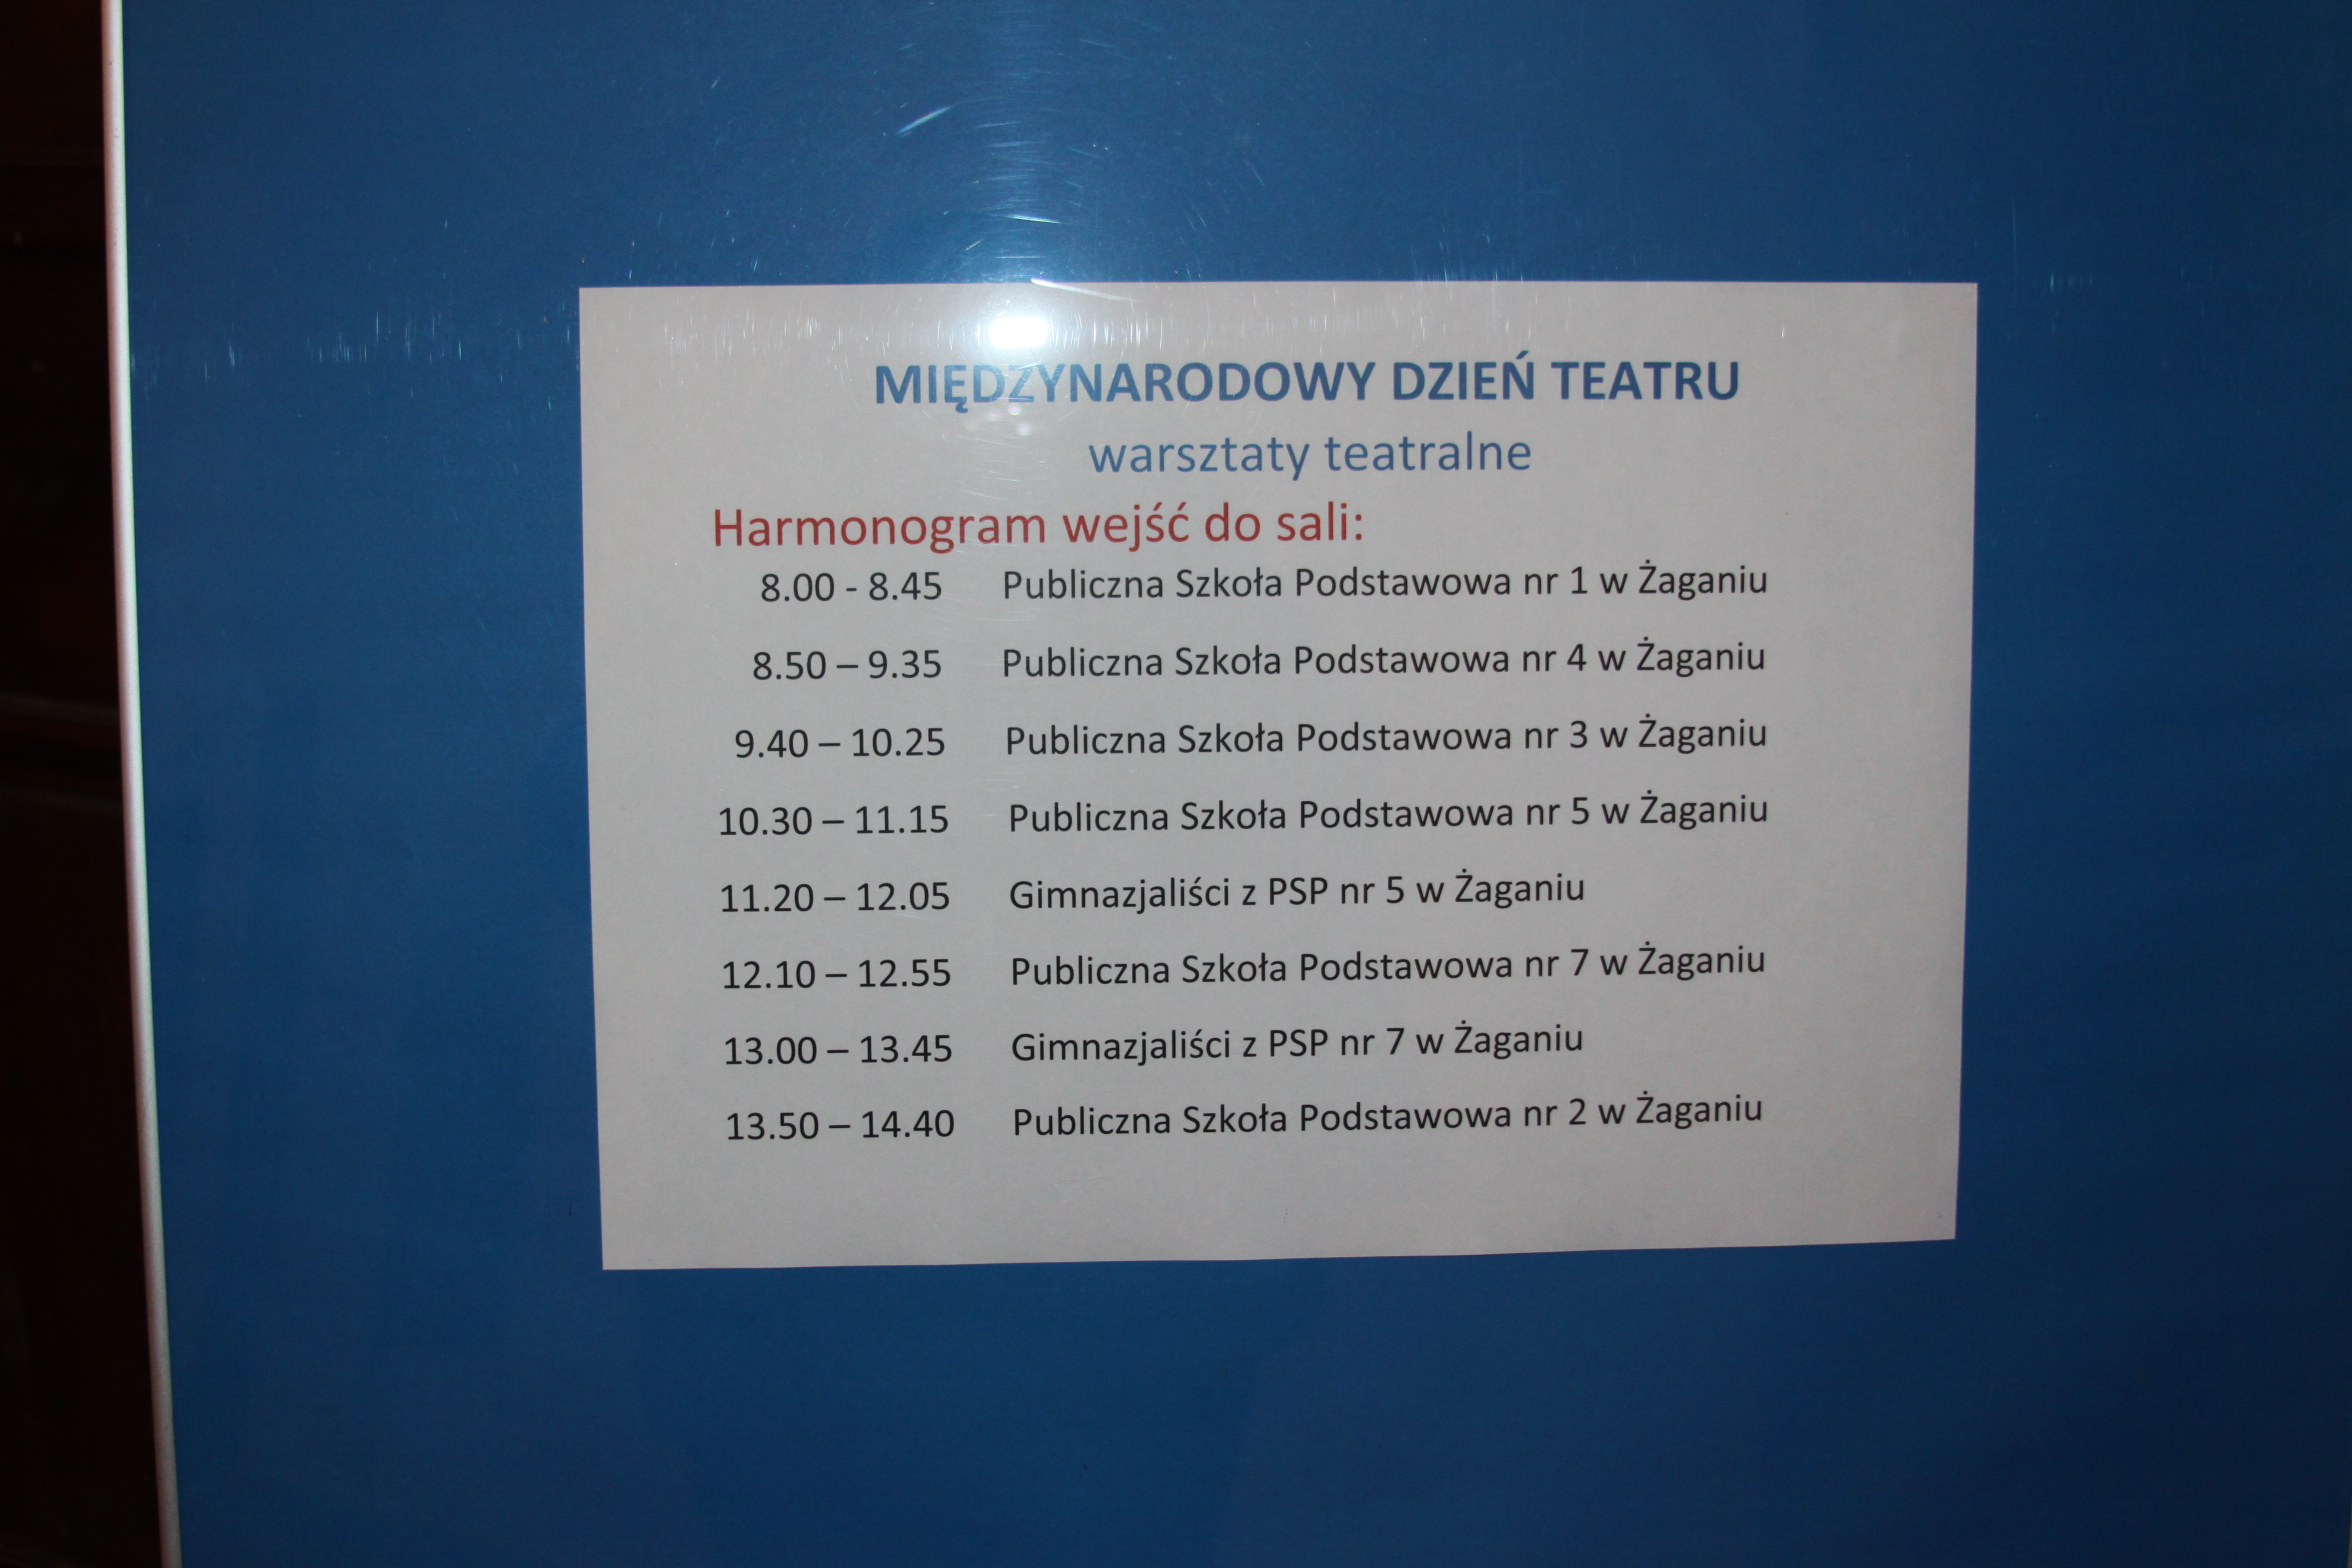 MIĘDZYNARODOWY DZIEŃ TEATRU
warsztaty teatralne
Harmonogram wejść do sali:
8.00 - 8.45 Publiczna Szkoła Podstawowa nr 1 w Żaganiu
8.50 – 9.35 Publiczna Szkoła Podstawowa nr 4 w Żaganiu
9.40 – 10.25 Publiczna Szkoła Podstawowa nr 3 w Żaganiu
10.30 – 11.15 Publiczna Szkoła Podstawowa nr 5 w Żaganiu
11.20 – 12.05 Gimnazjaliści z PSP nr 5 w Żaganiu
12.10 – 12.55 Publiczna Szkoła Podstawowa nr 7 w Żaganiu
13.00 – 13.45 Gimnazjaliści z PSP nr 7 w Żaganiu
13.50 – 14.40 Publiczna Szkoła Podstawowa nr 2 w Żaganiu